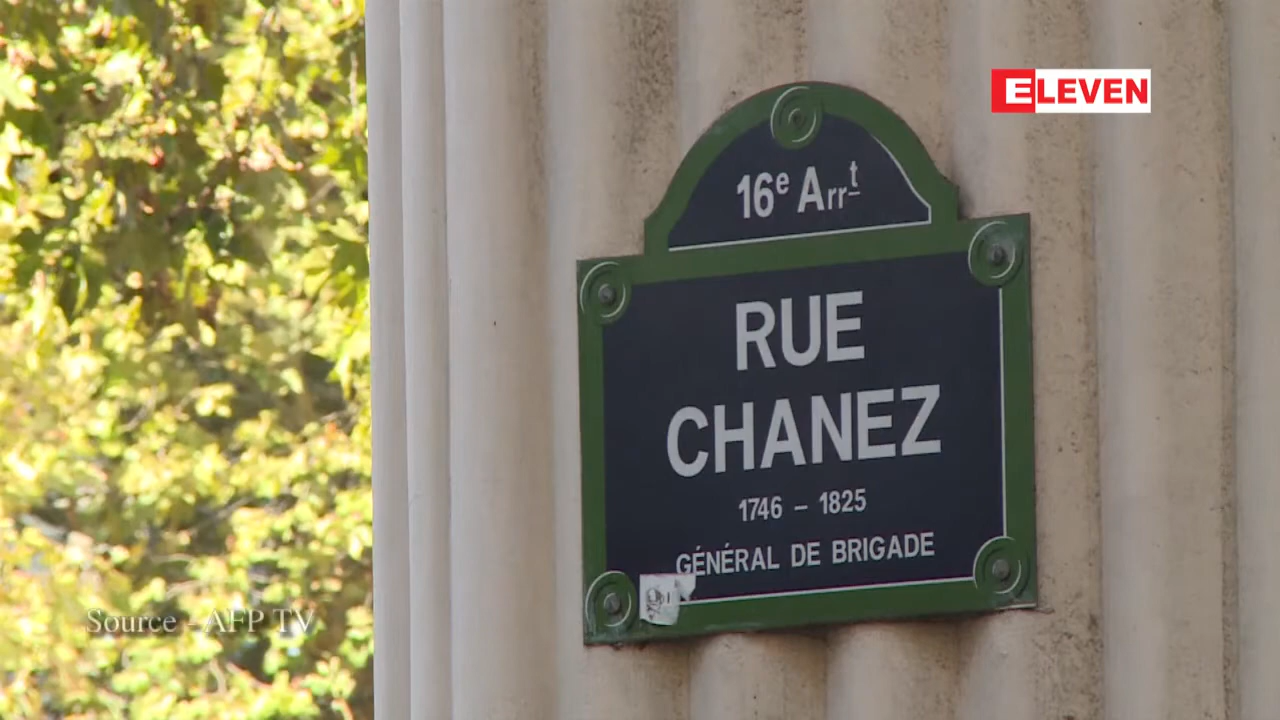 ELEVEN
16e Arrt
RUE
CHANEZ
1746 – 1825
GÉNÉRAL DE BRIGADE
Source - AFP TV